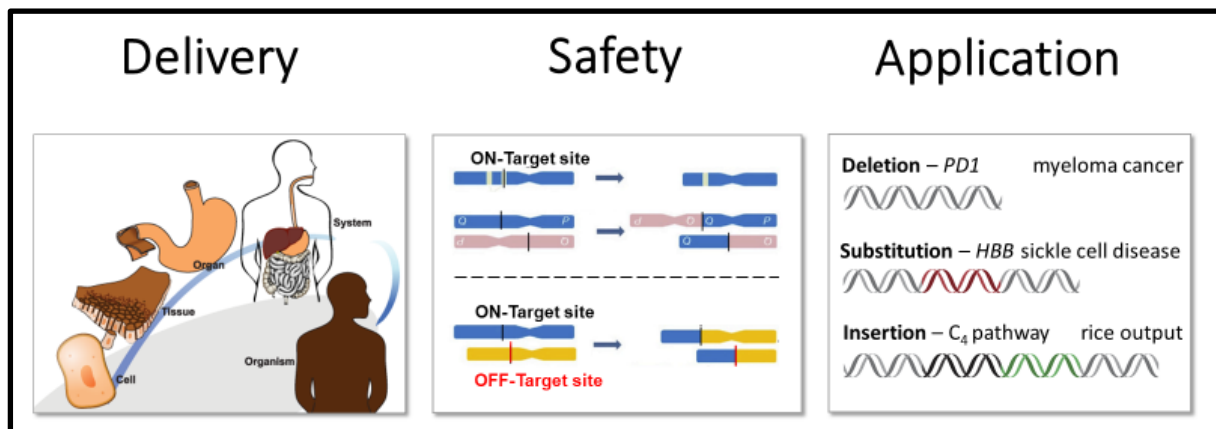 Delivery
Safety
Application
System
Organ
Tissue
Organism
Cell
ON-Target site
Q P
d O
d O Q P
Q O
ON-Target site
OFF-Target site
Deletion – PD1 myeloma cancer
Substitution – HBB sickle cell disease
Insertion – C₄ pathway rice output